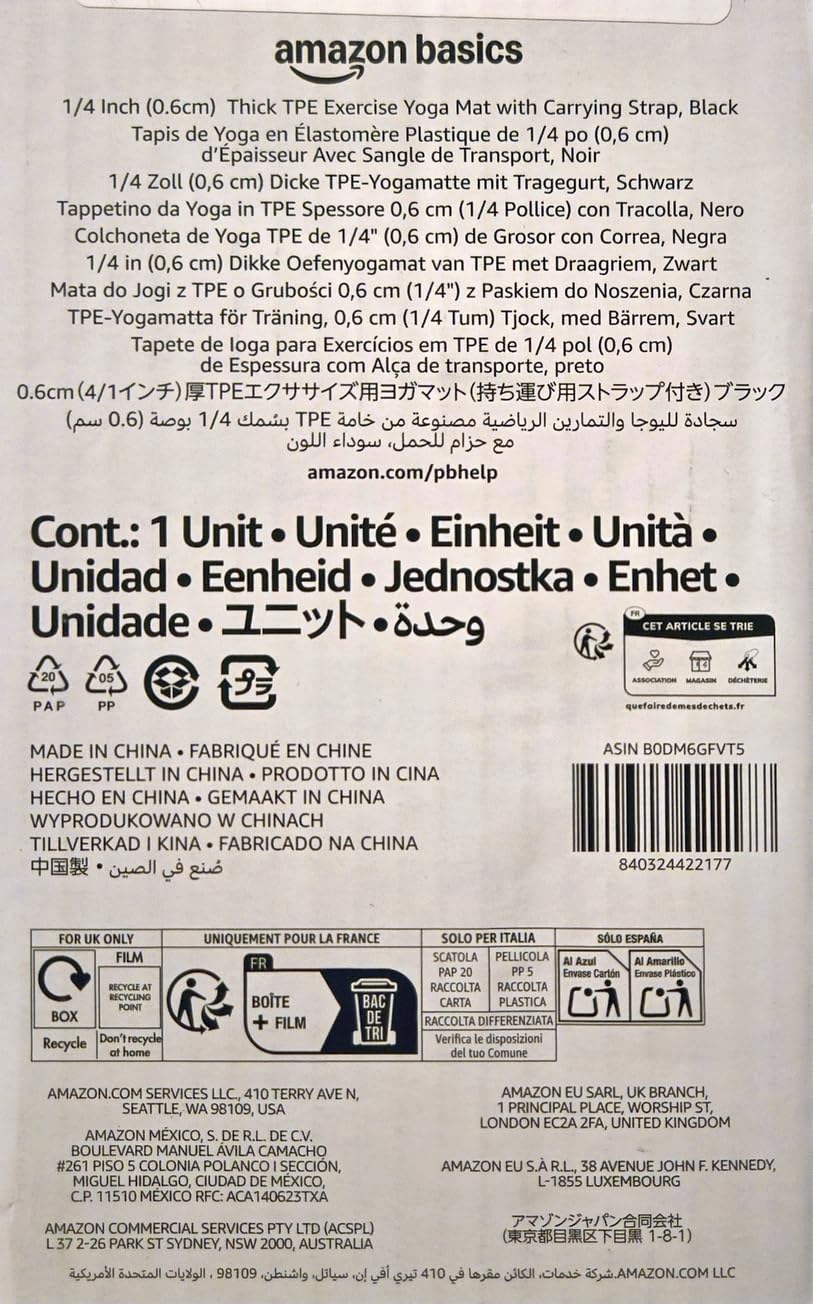 amazon basics
1/4 Inch (0.6cm) Thick TPE Exercise Yoga Mat with Carrying Strap, Black
Tapis de Yoga en Élastomère Plastique de 1/4 po (0,6 cm)
d'Épaisseur Avec Sangle de Transport, Noir
1/4 Zoll (0,6 cm) Dicke TPE-Yogamatte mit Tragegurt, Schwarz
Tappetino da Yoga in TPE Spessore 0,6 cm (1/4 Pollice) con Tracolla, Nero
Colchoneta de Yoga TPE de 1/4" (0,6 cm) de Grosor con Correa, Negra
1/4 in (0,6 cm) Dikke Oefenyogamat van TPE met Draagriem, Zwart
Mata do Jogi z TPE o Grubości 0,6 cm (1/4") z Paskiem do Noszenia, Czarna
TPE-Yogamatta för Träning, 0,6 cm (1/4 Tum) Tjock, med Bärrem, Svart
Tapete de Ioga para Exercícios em TPE de 1/4 pol (0,6 cm)
de Espessura com Alça de transporte, preto
0.6cm(4/1インチ)厚TPEエクササイズ用ヨガマット(持ち運び用ストラップ付き)ブラック
سجادة لليوجا والتمارين الرياضية مصنوعة من خامة TPE بسُمك 1/4 بوصة (0.6 سم)
مع حزام للحمل، سوداء اللون
amazon.com/pbhelp
Cont.: 1 Unit • Unité • Einheit • Unità •
Unidad • Eenheid • Jednostka • Enhet •
Unidade • ユニット • وحدة
FR
CET ARTICLE SE TRIE
ASSOCIATION MAGASIN DÉCHÈTERIE
quefairedemesdechets.fr
20 05 プラ
PAP PP
MADE IN CHINA • FABRIQUÉ EN CHINE
HERGESTELLT IN CHINA • PRODOTTO IN CINA
HECHO EN CHINA • GEMAAKT IN CHINA
WYPRODUKOWANO W CHINACH
TILLVERKAD I KINA • FABRICADO NA CHINA
中国製 • صُنع في الصين
ASIN B0DM6GFVT5
840324422177
FOR UK ONLY
FILM
RECYCLE AT
RECYCLING
POINT
BOX
Recycle
Don't recycle
at home
UNIQUEMENT POUR LA FRANCE
FR
BOÎTE
+ FILM
BAC
DE
TRI
SOLO PER ITALIA
SCATOLA
PAP 20
RACCOLTA
CARTA
PELLICOLA
PP 5
RACCOLTA
PLASTICA
RACCOLTA DIFFERENZIATA
Verifica le disposizioni
del tuo Comune
SÓLO ESPAÑA
Al Azul
Envase Cartón
Al Amarillo
Envase Plástico
AMAZON.COM SERVICES LLC., 410 TERRY AVE N,
SEATTLE, WA 98109, USA
AMAZON MÉXICO, S. DE R.L. DE C.V.
BOULEVARD MANUEL ÁVILA CAMACHO
#261 PISO 5 COLONIA POLANCO I SECCIÓN,
MIGUEL HIDALGO, CIUDAD DE MÉXICO,
C.P. 11510 MÉXICO RFC: ACA140623TXA
AMAZON COMMERCIAL SERVICES PTY LTD (ACSPL)
L 37 2-26 PARK ST SYDNEY, NSW 2000, AUSTRALIA
AMAZON EU SARL, UK BRANCH,
1 PRINCIPAL PLACE, WORSHIP ST,
LONDON EC2A 2FA, UNITED KINGDOM
AMAZON EU S.À R.L., 38 AVENUE JOHN F. KENNEDY,
L-1855 LUXEMBOURG
アマゾンジャパン合同会社
(東京都目黒区下目黒 1-8-1)
AMAZON.COM LLC.شركة خدمات، الكائن مقرها في 410 تيري أفي إن، سياتل، واشنطن، 98109 ، الولايات المتحدة الأمريكية